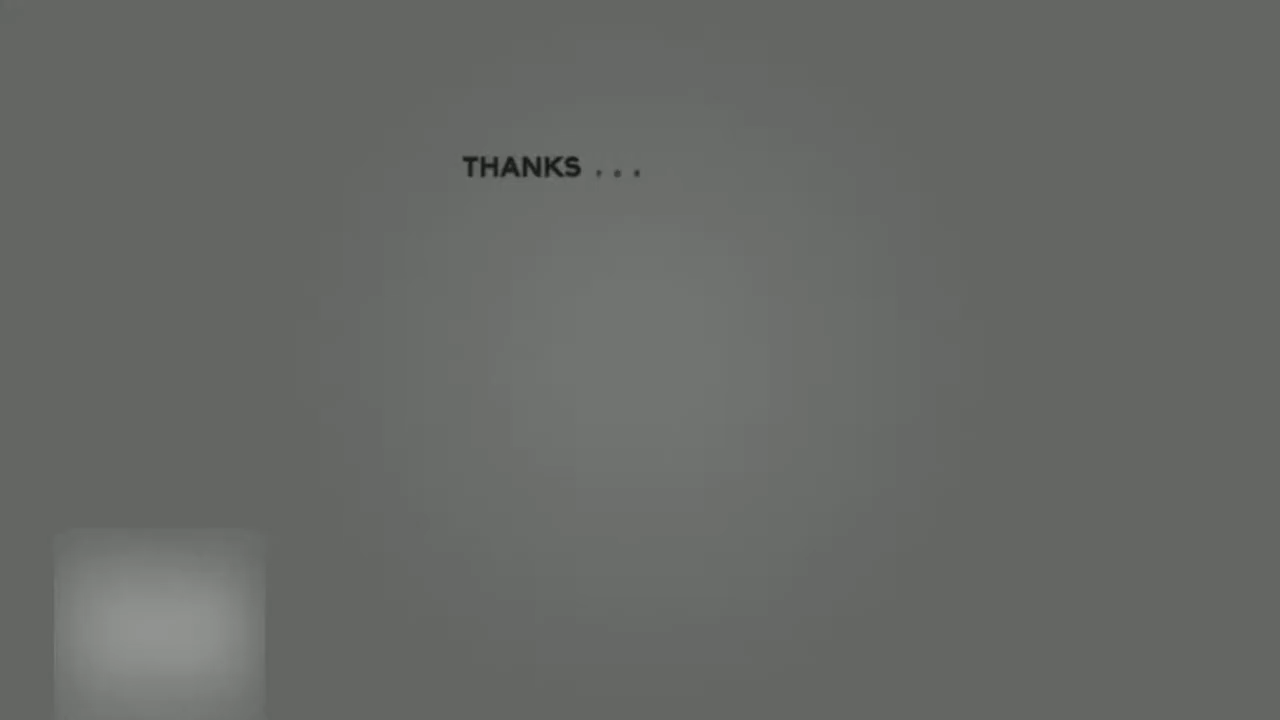 THANKS . . .